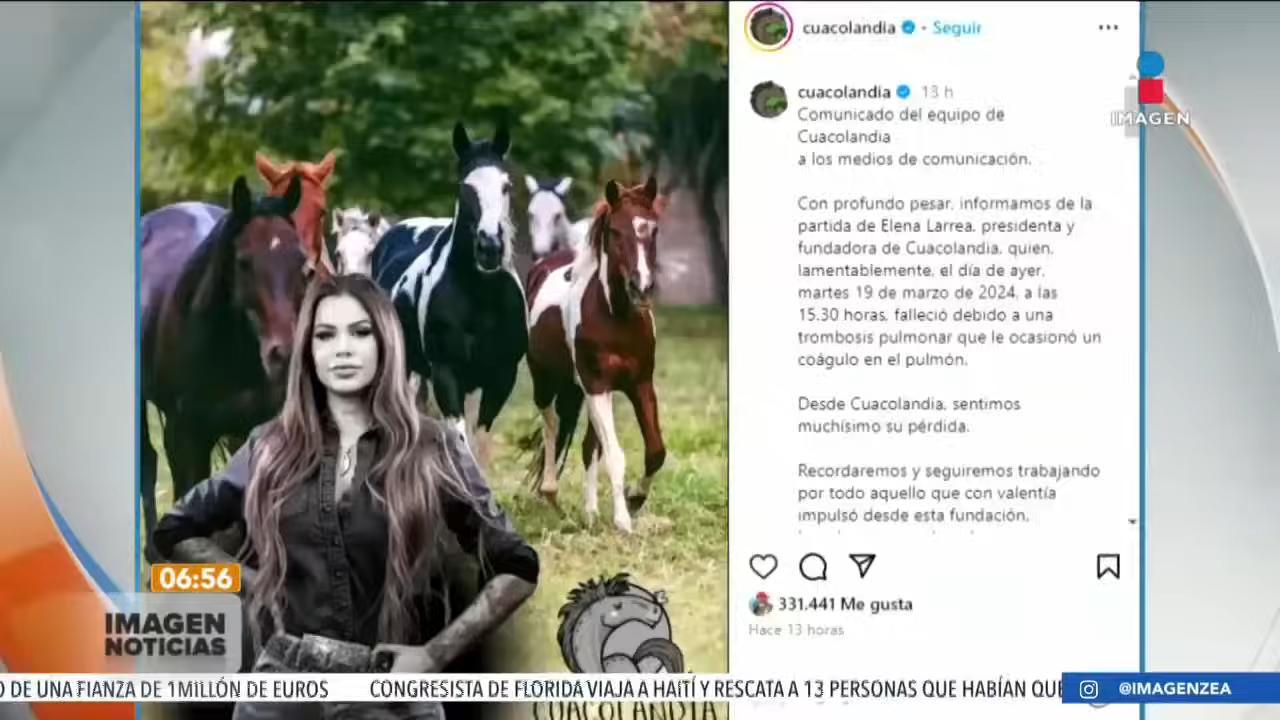 cuacolandia • Seguir
cuacolandia 13 h
Comunicado del equipo de
Cuacolandia
a los medios de comunicación.
Con profundo pesar, informamos de la
partida de Elena Larrea, presidenta y
fundadora de Cuacolandia, quien,
lamentablemente, el día de ayer,
martes 19 de marzo de 2024, a las
15.30 horas, falleció debido a una
trombosis pulmonar que le ocasionó un
coágulo en el pulmón.
Desde Cuacolandia, sentimos
muchísimo su pérdida.
Recordaremos y seguiremos trabajando
por todo aquello que con valentía
impulsó desde esta fundación.
331.441 Me gusta
Hace 13 horas
IMAGEN
06:56
IMAGEN
NOTICIAS
O DE UNA FIANZA DE 1 MILLÓN DE EUROS CONGRESISTA DE FLORIDA VIAJA A HAITÍ Y RESCATA A 13 PERSONAS QUE HABÍAN QUE
@IMAGENZEA
CUACOLANDIA